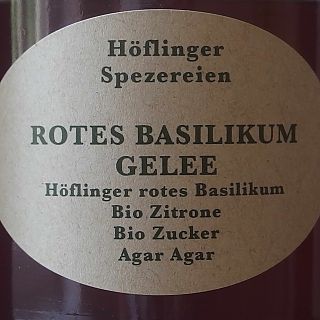 Höflinger
Spezereien
ROTES BASILIKUM
GELEE
Höflinger rotes Basilikum
Bio Zitrone
Bio Zucker
Agar Agar